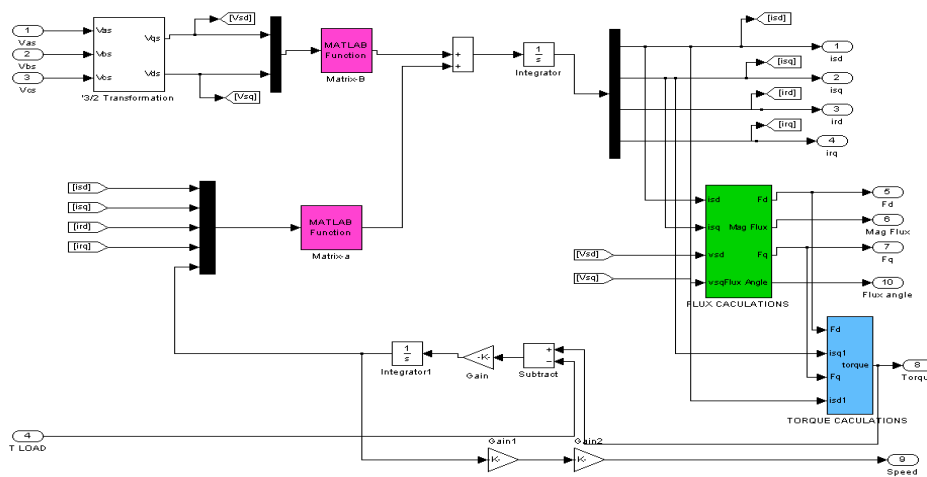 1
Vas
2
Vbs
3
Vcs
Vas
Vbs
Vcs
Vqs
Vds
'3/2 Transformation
[Vsd]
[Vsq]
MATLAB
Function
Matrix-B
+
+
1
s
Integrator
[isd]
1
isd
[isq]
2
isq
[ird]
3
ird
[irq]
4
irq
[isd]
[isq]
[ird]
[irq]
MATLAB
Function
Matrix-a
[Vsd]
[Vsq]
isd
isq
vsd
vsq
Fd
Mag Flux
Fq
Flux Angle
FLUX CACULATIONS
5
Fd
6
Mag Flux
7
Fq
10
Flux angle
Fd
isq1
Fq
isd1
torque
TORQUE CACULATIONS
8
Torqu
1
s
Integrator1
-K-
Gain
+
−
Subtract
4
T LOAD
Gain1
K-
Gain2
K-
9
Speed